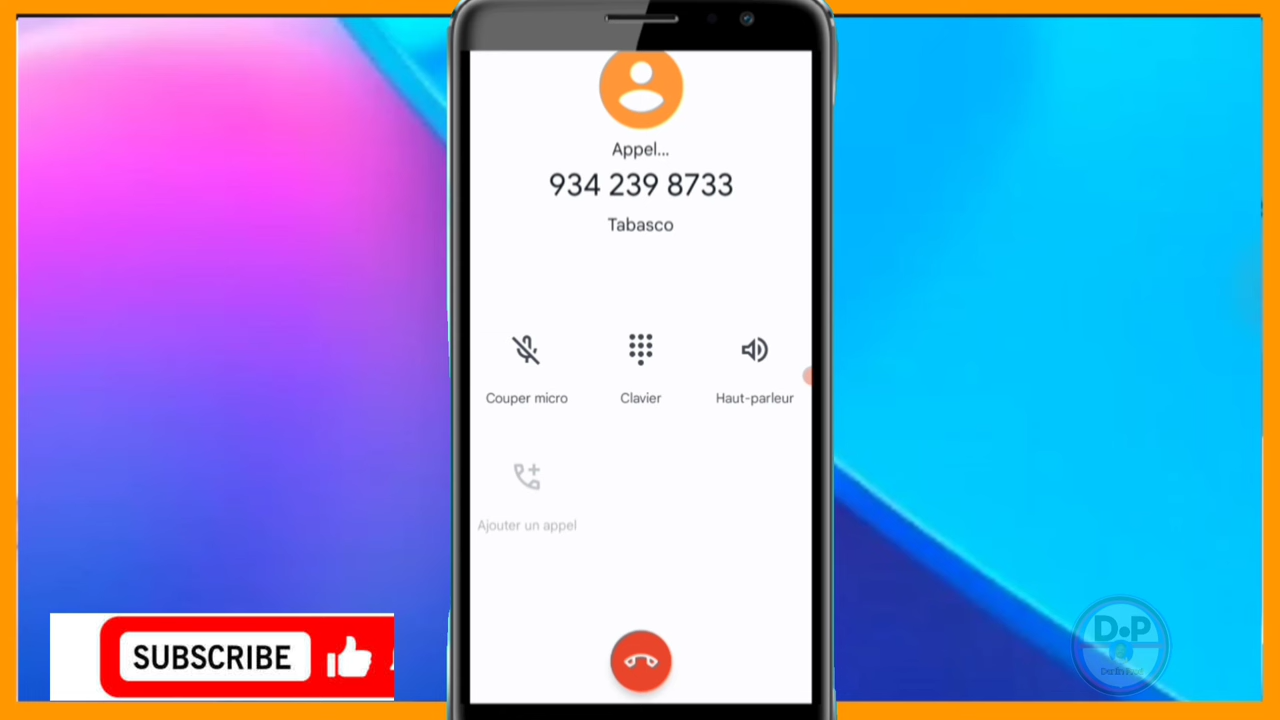 Appel...
934 239 8733
Tabasco
Couper micro
Clavier
Haut-parleur
Ajouter un appel
SUBSCRIBE
D.P